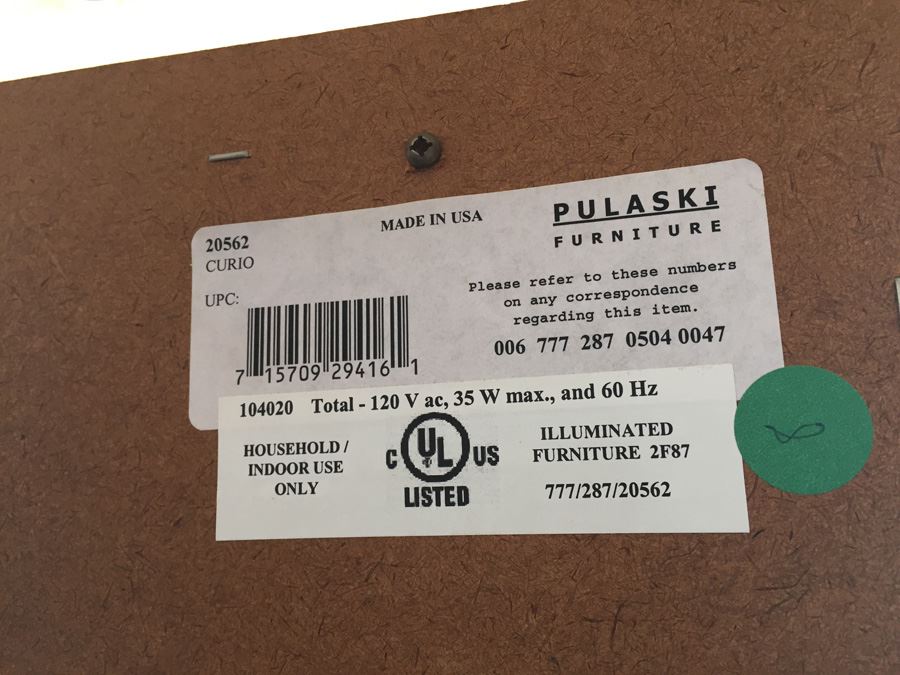 20562
CURIO
MADE IN USA
PULASKI
FURNITURE
UPC:
7 15709 29416 1
Please refer to these numbers
on any correspondence
regarding this item.
006 777 287 0504 0047
104020 Total - 120 V ac, 35 W max., and 60 Hz
HOUSEHOLD /
INDOOR USE
ONLY
C UL US
LISTED
ILLUMINATED
FURNITURE 2F87
777/287/20562